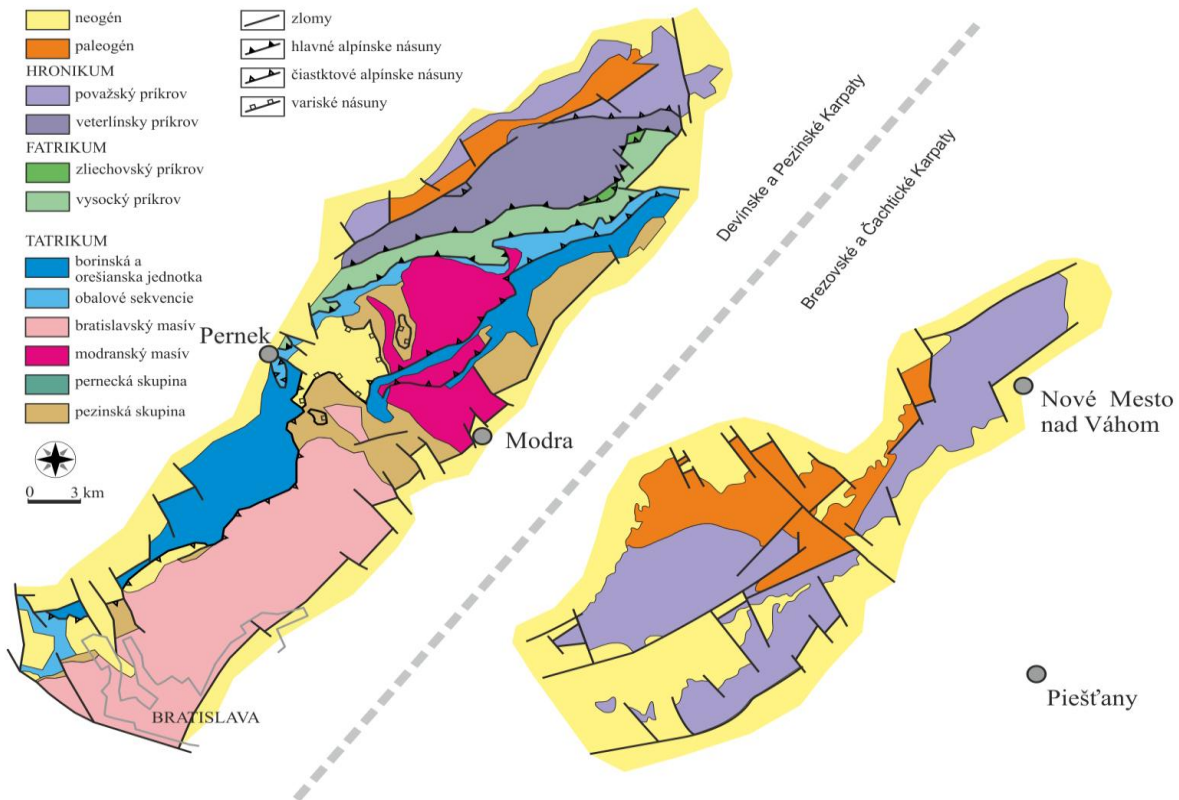 neogén
paleogén
HRONIKUM
považský príkrov
veterlínsky príkrov
FATRIKUM
zliechovský príkrov
vysocký príkrov
TATRIKUM
borinská a
orešianska jednotka
obalové sekvencie
bratislavský masív
modranský masív
pernecká skupina
pezinská skupina
0 3 km
zlomy
hlavné alpínske násuny
čiastktové alpínske násuny
variské násuny
Pernek
Modra
BRATISLAVA
Devínske a Pezinské Karpaty
Brezovské a Čachtické Karpaty
Nové Mesto
nad Váhom
Piešťany